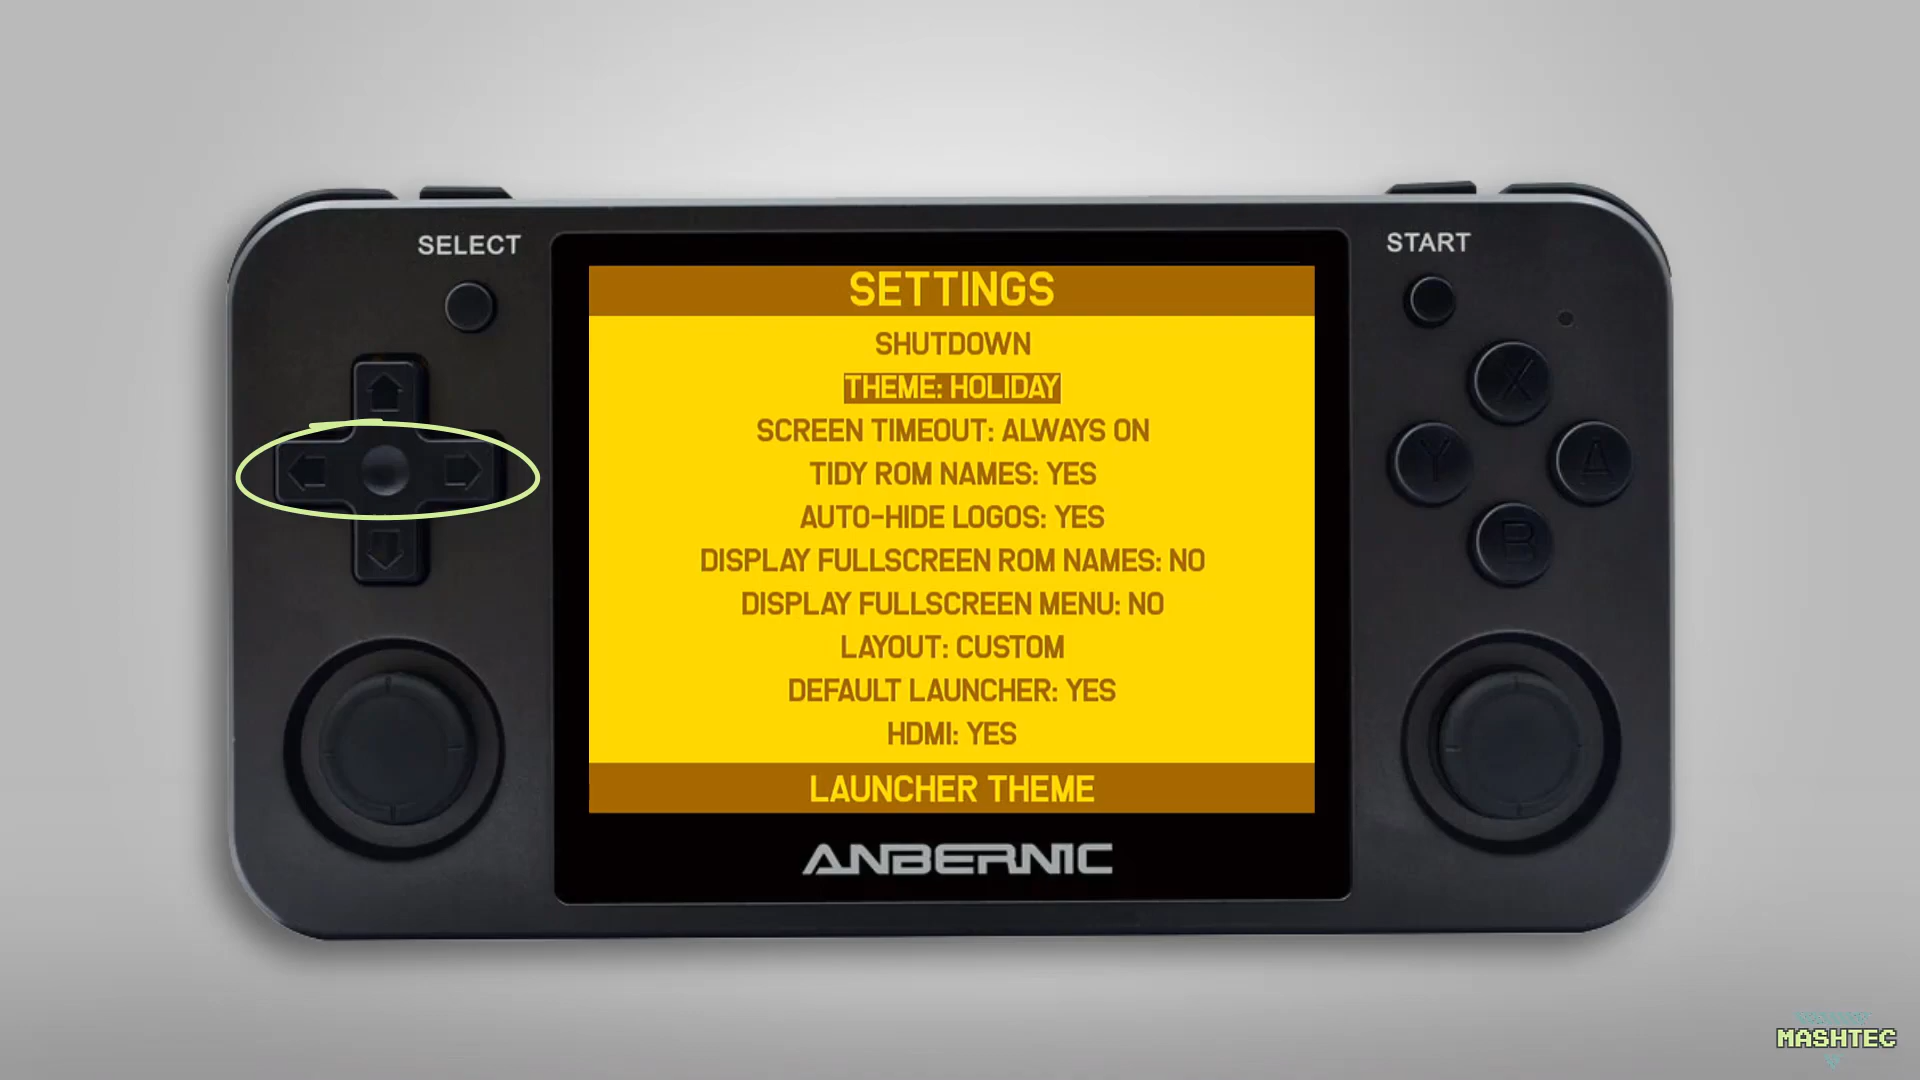 SELECT
START
SETTINGS
SHUTDOWN
THEME: HOLIDAY
SCREEN TIMEOUT: ALWAYS ON
TIDY ROM NAMES: YES
AUTO-HIDE LOGOS: YES
DISPLAY FULLSCREEN ROM NAMES: NO
DISPLAY FULLSCREEN MENU: NO
LAYOUT: CUSTOM
DEFAULT LAUNCHER: YES
HDMI: YES
LAUNCHER THEME
X
Y
A
B
ANBERNIC
MASHTEC